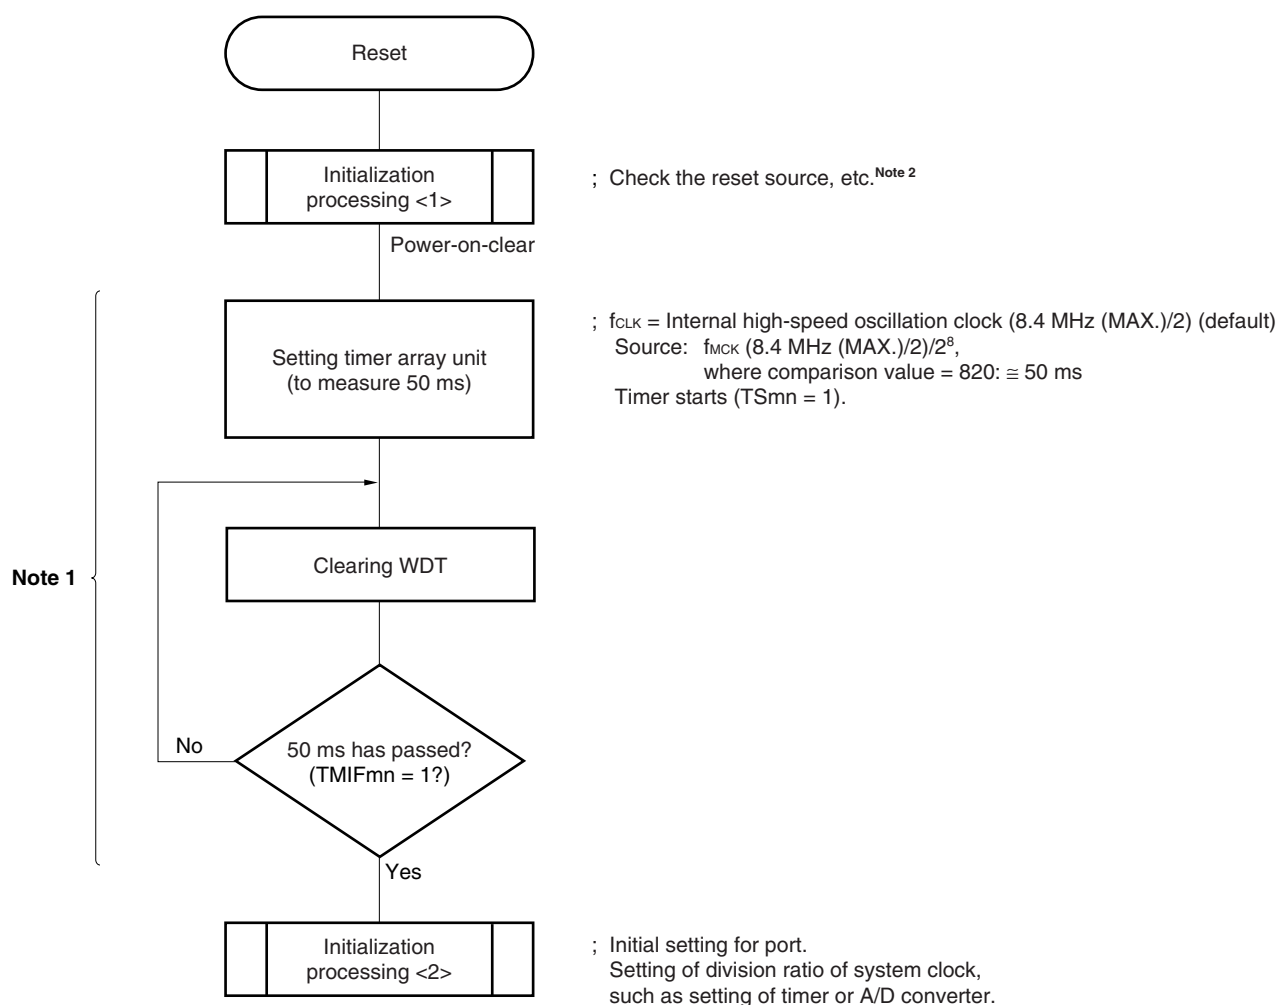 Reset
Initialization
processing <1>
; Check the reset source, etc.Note 2
Power-on-clear
Setting timer array unit
(to measure 50 ms)
; fCLK = Internal high-speed oscillation clock (8.4 MHz (MAX.)/2) (default)
Source: fMCK (8.4 MHz (MAX.)/2)/2⁸,
where comparison value = 820: ≅ 50 ms
Timer starts (TSmn = 1).
Note 1
Clearing WDT
No
50 ms has passed?
(TMIFmn = 1?)
Yes
Initialization
processing <2>
; Initial setting for port.
Setting of division ratio of system clock,
such as setting of timer or A/D converter.